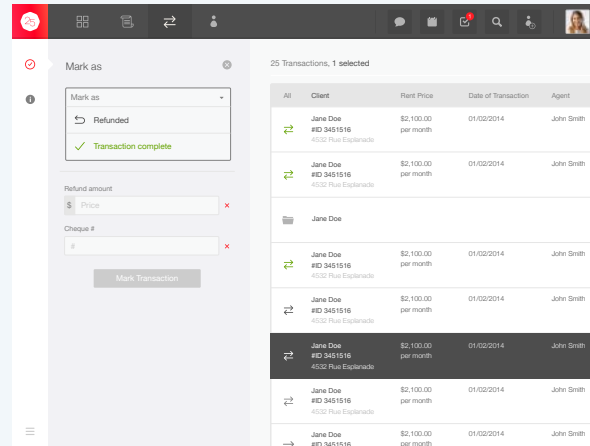 25
Mark as
Mark as
Refunded
Transaction complete
Refund amount
$ Price
Cheque #
#
Mark Transaction
25 Transactions, 1 selected
All Client Rent Price Date of Transaction Agent
Jane Doe $2,100.00 01/02/2014 John Smith
#ID 3451516 per month
4532 Rue Esplanade
Jane Doe $2,100.00 01/02/2014 John Smith
#ID 3451516 per month
4532 Rue Esplanade
Jane Doe
Jane Doe $2,100.00 01/02/2014 John Smith
#ID 3451516 per month
4532 Rue Esplanade
Jane Doe $2,100.00 01/02/2014 John Smith
#ID 3451516 per month
4532 Rue Esplanade
Jane Doe $2,100.00 01/02/2014 John Smith
#ID 3451516 per month
4532 Rue Esplanade
Jane Doe $2,100.00 01/02/2014 John Smith
#ID 3451516 per month
4532 Rue Esplanade
Jane Doe $2,100.00 01/02/2014 John Smith
#ID 3451516 per month